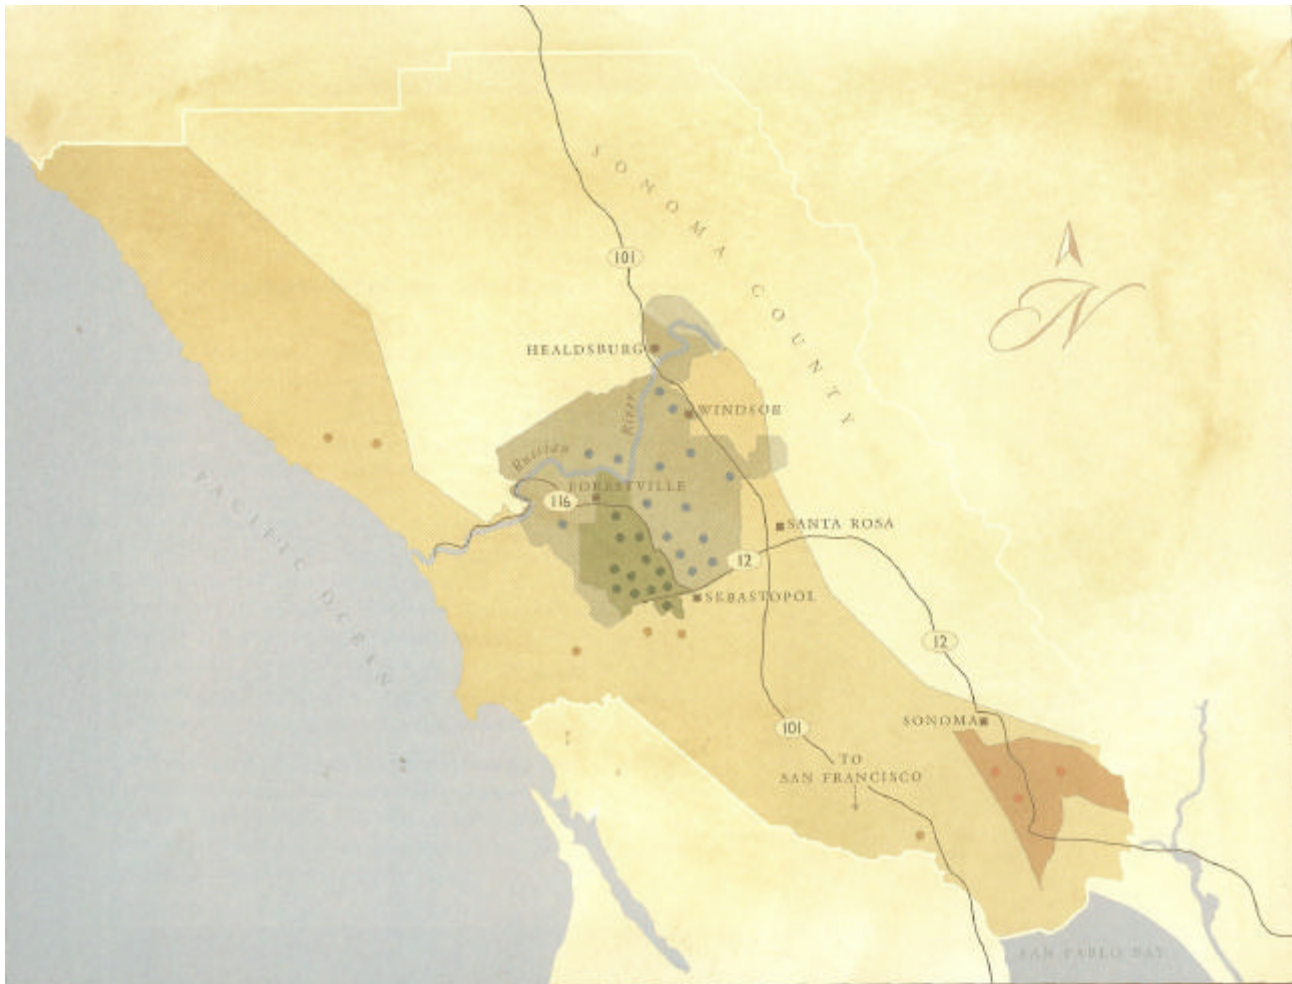 SONOMA COUNTY
101
N
HEALDSBURG
WINDSOR
Russian River
FORESTVILLE
116
SANTA ROSA
12
SEBASTOPOL
PACIFIC OCEAN
12
SONOMA
101
TO
SAN FRANCISCO
SAN PABLO BAY